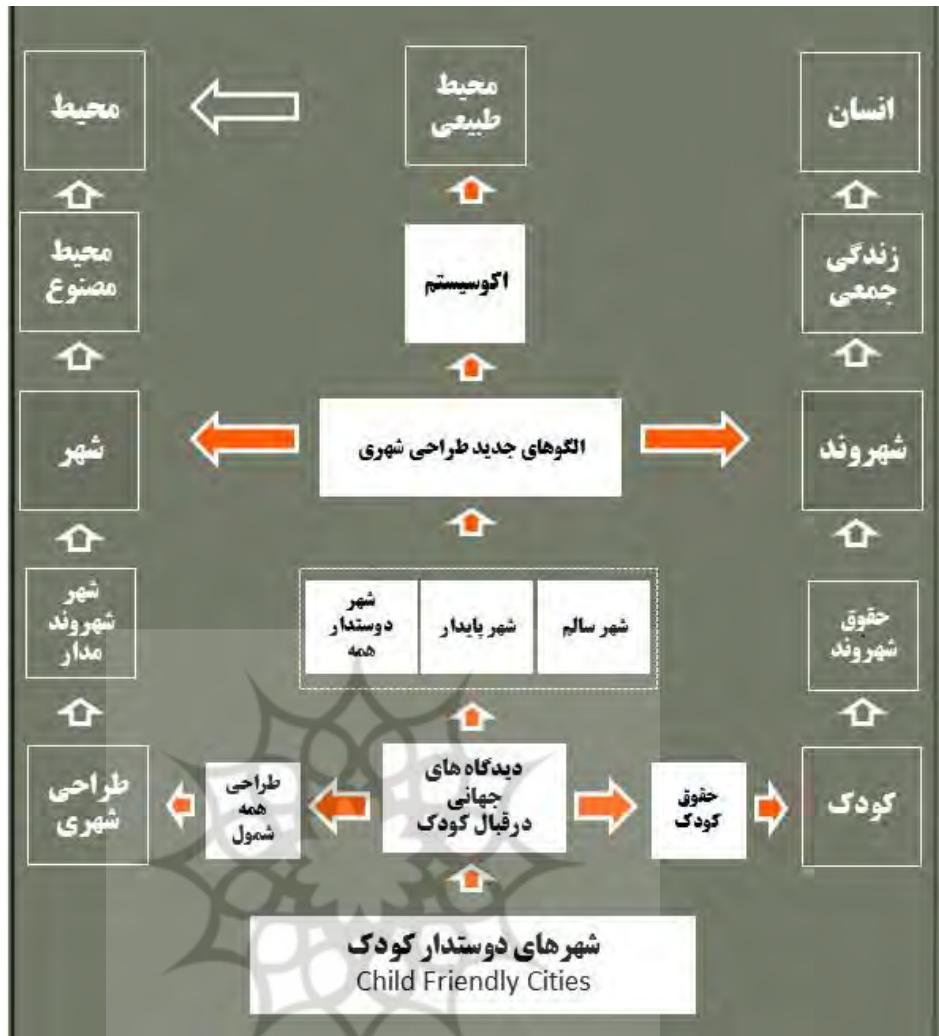 انسان
محیط
طبیعی
محیط
زندگی
جمعی
اکوسیستم
محیط
مصنوع
شهروند
الگوهای جدید طراحی شهری
شهر
حقوق
شهروند
شهر سالم
شهر پایدار
شهر
دوستدار
همه
شهر
شهروند
مدار
کودک
حقوق
کودک
دیدگاه های
جهانی
درقبال کودک
طراحی
همه
شمول
طراحی
شهری
شهرهای دوستدار کودک
Child Friendly Cities